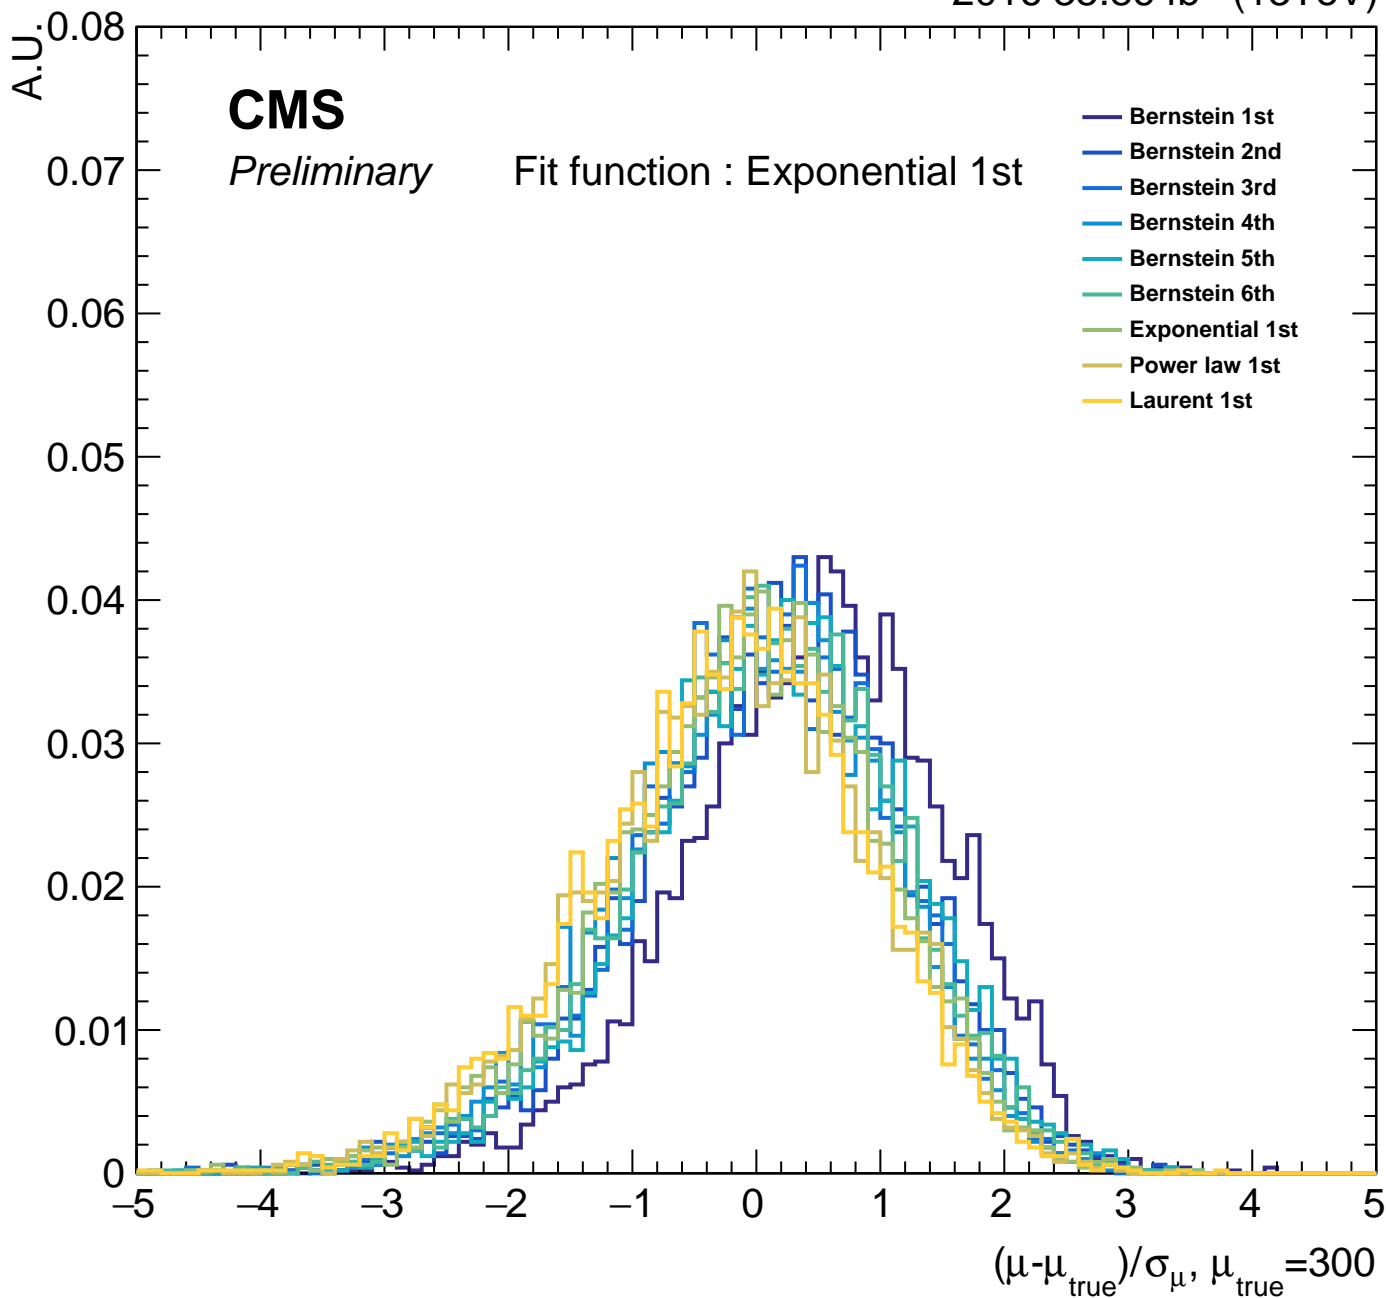 A.U.
CMS
Preliminary
Fit function : Exponential 1st
Bernstein 1st
Bernstein 2nd
Bernstein 3rd
Bernstein 4th
Bernstein 5th
Bernstein 6th
Exponential 1st
Power law 1st
Laurent 1st
0.08
0.07
0.06
0.05
0.04
0.03
0.02
0.01
0
−5 −4 −3 −2 −1 0 1 2 3 4 5
(μ-μtrue)/σμ, μtrue=300